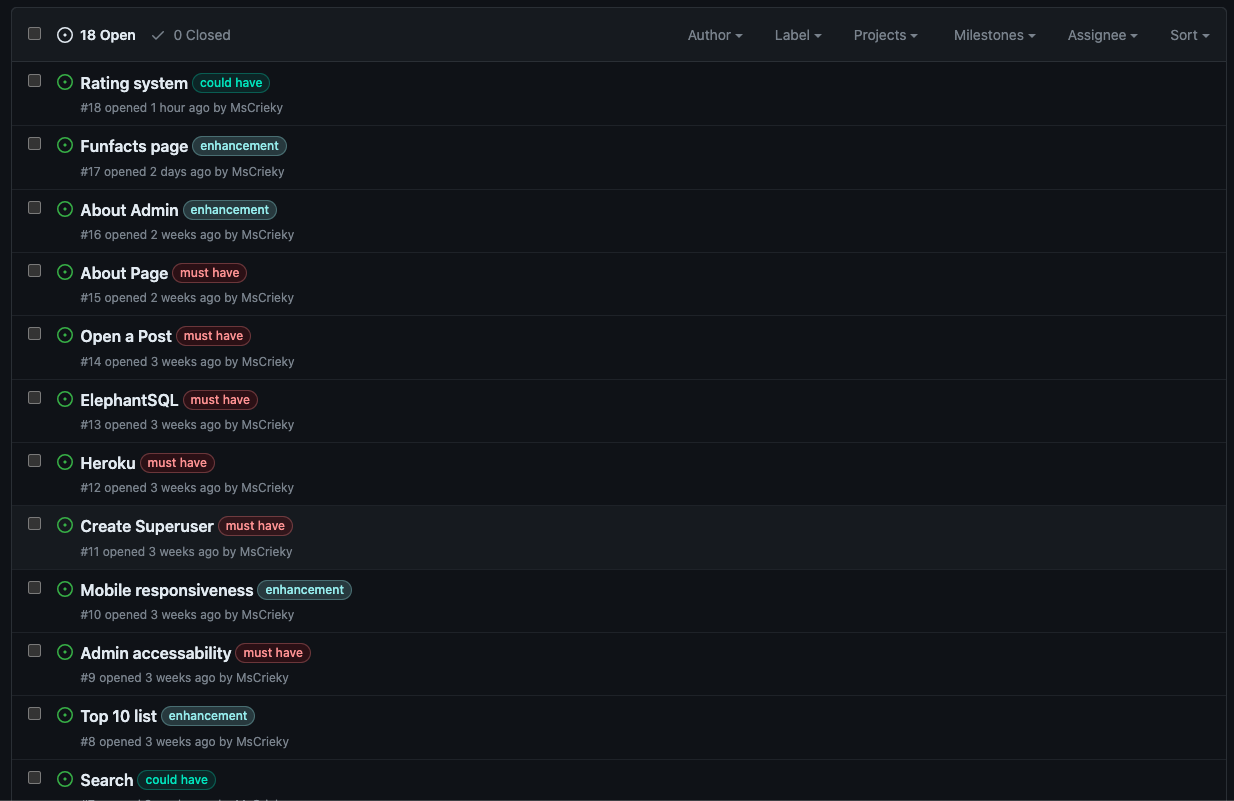 18 Open 0 Closed Author Label Projects Milestones Assignee Sort
Rating system could have
#18 opened 1 hour ago by MsCrieky
Funfacts page enhancement
#17 opened 2 days ago by MsCrieky
About Admin enhancement
#16 opened 2 weeks ago by MsCrieky
About Page must have
#15 opened 2 weeks ago by MsCrieky
Open a Post must have
#14 opened 3 weeks ago by MsCrieky
ElephantSQL must have
#13 opened 3 weeks ago by MsCrieky
Heroku must have
#12 opened 3 weeks ago by MsCrieky
Create Superuser must have
#11 opened 3 weeks ago by MsCrieky
Mobile responsiveness enhancement
#10 opened 3 weeks ago by MsCrieky
Admin accessability must have
#9 opened 3 weeks ago by MsCrieky
Top 10 list enhancement
#8 opened 3 weeks ago by MsCrieky
Search could have